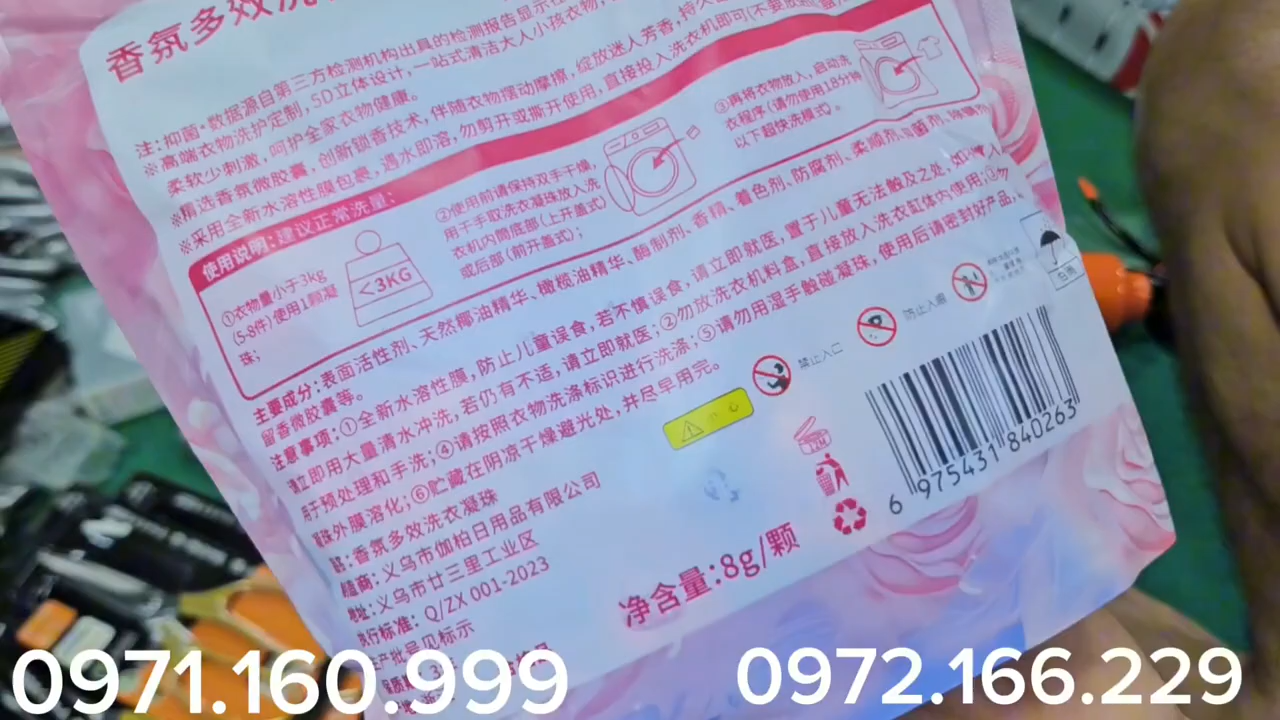 香氛多效洗
注:抑菌·数据源自第三方检测机构出具的检测报告显示
※高端衣物洗护定制,5D立体设计,一站式清洁大人小孩衣物,
柔软少刺激,呵护全家衣物健康。
※精选香氛微胶囊,创新锁香技术,伴随衣物摆动摩擦,绽放迷人芳香,持久
※采用全新水溶性膜包裹,遇水即溶,勿剪开或撕开使用,直接投入洗衣机即可(不要放
使用说明:建议正常洗量:
①衣物量小于3kg
(5-8件)使用1颗凝
珠;
<3KG
②使用前请保持双手干燥,
用干手取洗衣凝珠放入洗
衣机内筒底部(上开盖式)
或后部(前开盖式);
③再将衣物放入,启动洗
衣程序(请勿使用18分钟
以下超快洗模式)。
主要成分:表面活性剂、天然椰油精华、橄榄油精华、酶制剂、香精、着色剂、防腐剂、柔顺剂、
留香微胶囊等。
注意事项:①全新水溶性膜,防止儿童误食,若不慎误食,请立即就医,置于儿童无法触及之处,
立即用大量清水冲洗,若仍有不适,请立即就医;②勿放洗衣机料盒,直接放入洗衣缸体内使用;③勿
于预处理和手洗;④请按照衣物洗涤标识进行洗涤;⑤请勿用湿手触碰凝珠,使用后请密封好产品,
外膜溶化;⑥贮藏在阴凉干燥避光处,并尽早用完。
禁止入口
防止入眼
怕雨
香氛多效洗衣凝珠
义乌市伽柏日用品有限公司
义乌市廿三里工业区
执行标准:Q/ZX 001-2023
产批号见标示
净含量:8g/颗
6 975431 840263
0971.160.999
0972.166.229